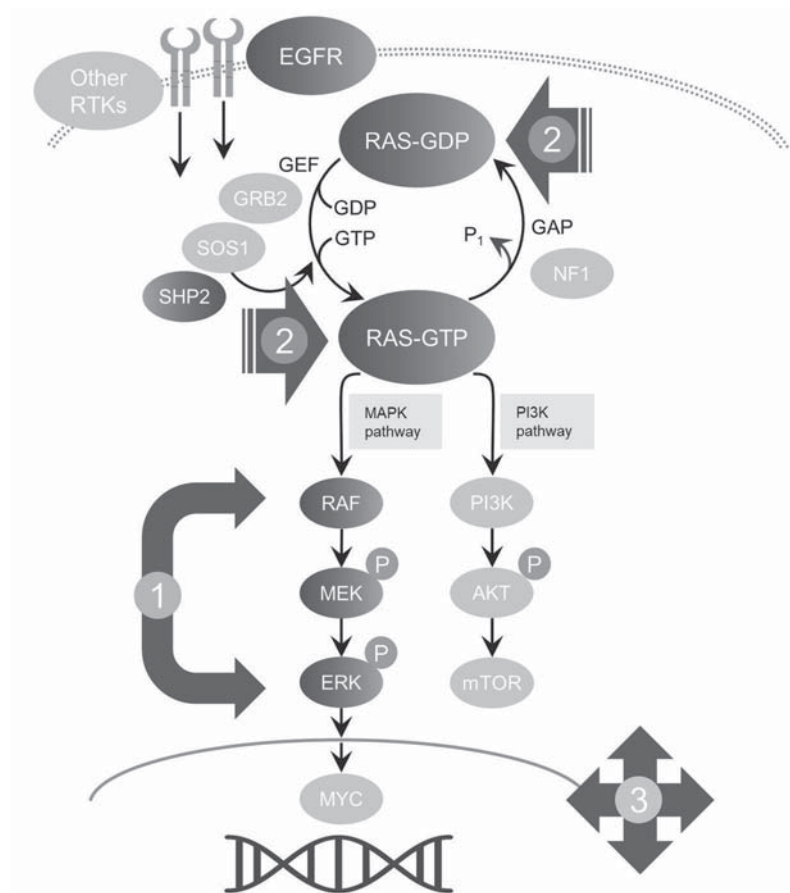 EGFR
Other
RTKs
RAS-GDP
2
GEF
GRB2
GDP
GTP
SOS1
SHP2
P1
GAP
NF1
2
RAS-GTP
MAPK
pathway
PI3K
pathway
RAF
PI3K
1
MEK
P
AKT
P
ERK
P
mTOR
MYC
3